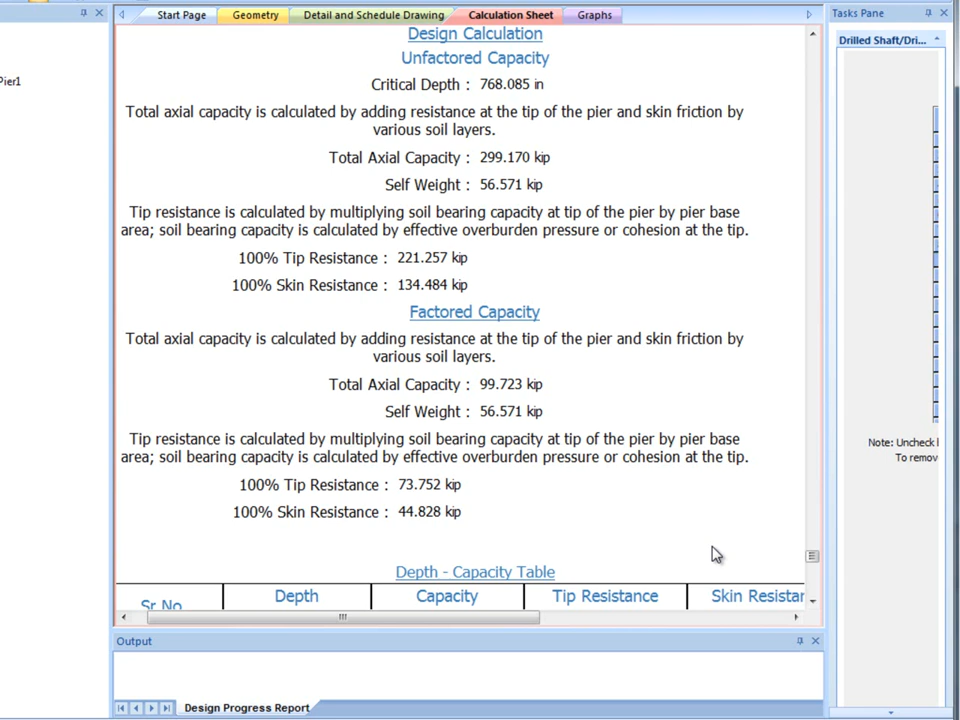 Start Page
Geometry
Detail and Schedule Drawing
Calculation Sheet
Graphs
Tasks Pane
Drilled Shaft/Dri...
Pier1
Design Calculation
Unfactored Capacity
Critical Depth : 768.085 in
Total axial capacity is calculated by adding resistance at the tip of the pier and skin friction by
various soil layers.
Total Axial Capacity : 299.170 kip
Self Weight : 56.571 kip
Tip resistance is calculated by multiplying soil bearing capacity at tip of the pier by pier base
area; soil bearing capacity is calculated by effective overburden pressure or cohesion at the tip.
100% Tip Resistance : 221.257 kip
100% Skin Resistance : 134.484 kip
Factored Capacity
Total axial capacity is calculated by adding resistance at the tip of the pier and skin friction by
various soil layers.
Total Axial Capacity : 99.723 kip
Self Weight : 56.571 kip
Tip resistance is calculated by multiplying soil bearing capacity at tip of the pier by pier base
area; soil bearing capacity is calculated by effective overburden pressure or cohesion at the tip.
100% Tip Resistance : 73.752 kip
100% Skin Resistance : 44.828 kip
Depth - Capacity Table
Sr No Depth Capacity Tip Resistance Skin Resistar
Note: Uncheck
To remov
Output
Design Progress Report